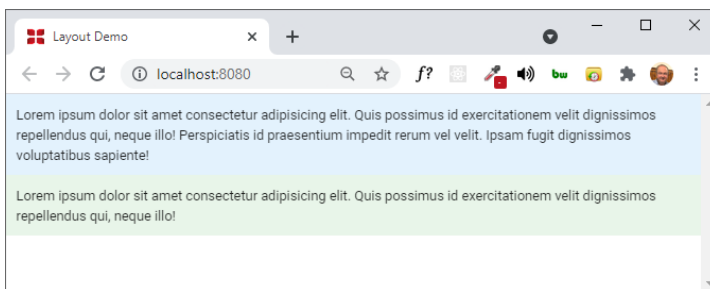 Layout Demo
localhost:8080
f?
bw
Lorem ipsum dolor sit amet consectetur adipisicing elit. Quis possimus id exercitationem velit dignissimos
repellendus qui, neque illo! Perspiciatis id praesentium impedit rerum vel velit. Ipsam fugit dignissimos
voluptatibus sapiente!
Lorem ipsum dolor sit amet consectetur adipisicing elit. Quis possimus id exercitationem velit dignissimos
repellendus qui, neque illo!